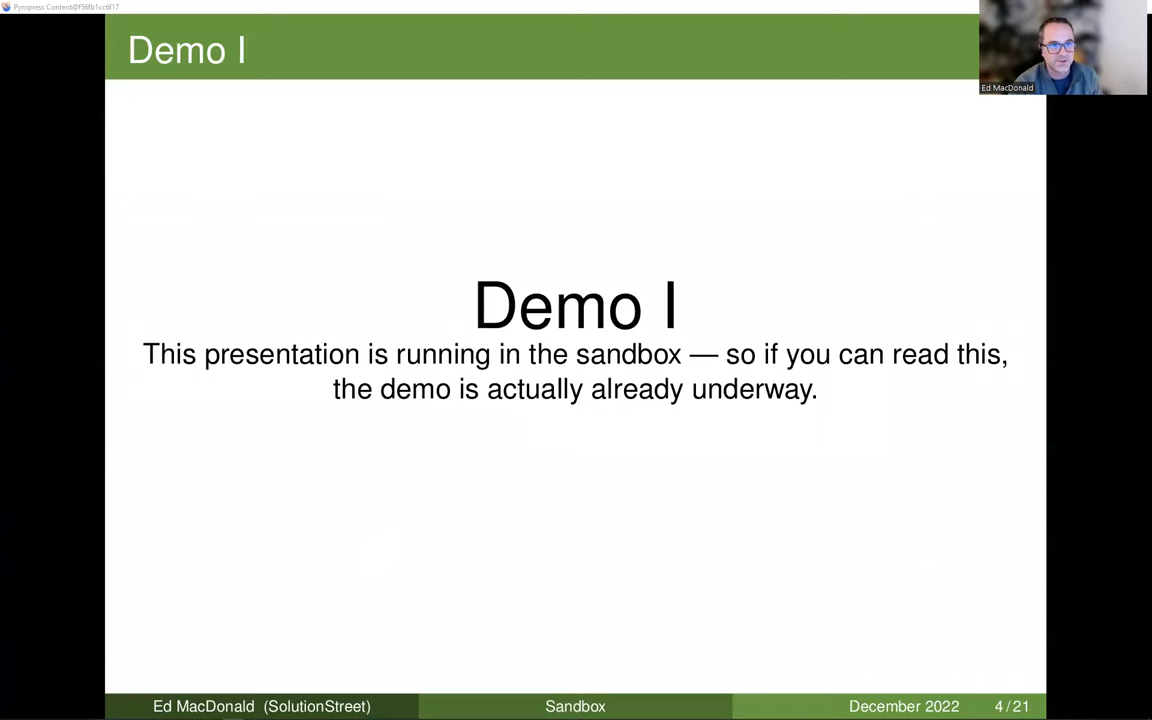 Pympress Content@f56fb1cc6f17
Demo I
Ed MacDonald
Demo I
This presentation is running in the sandbox — so if you can read this,
the demo is actually already underway.
Ed MacDonald (SolutionStreet)
Sandbox
December 2022
4 / 21